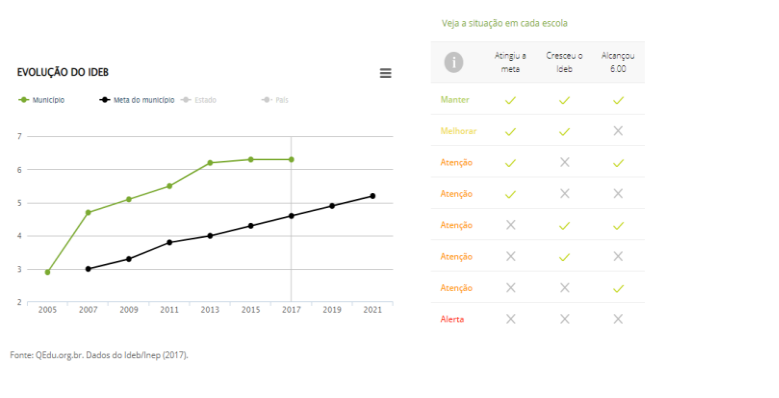 Veja a situação em cada escola
EVOLUÇÃO DO IDEB
Município Meta do município Estado País
7
6
5
4
3
2
2005 2007 2009 2011 2013 2015 2017 2019 2021
Fonte: QEdu.org.br. Dados do Ideb/Inep (2017).
i
Atingiu a meta
Cresceu o Ideb
Alcançou 6.00
Manter
Melhorar
Atenção
Atenção
Atenção
Atenção
Atenção
Alerta